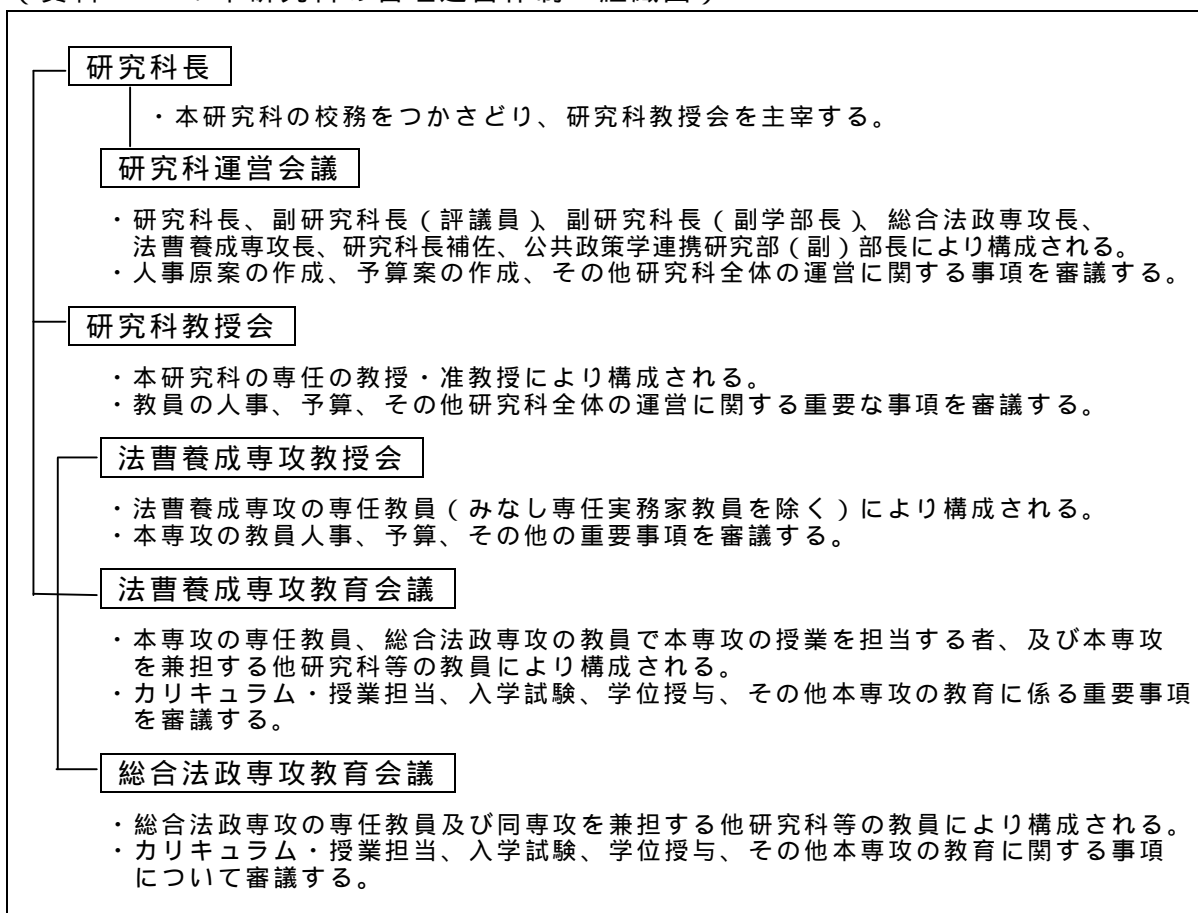 研究科長
・本研究科の校務をつかさどり、研究科教授会を主宰する。
研究科運営会議
・研究科長、副研究科長（評議員）、副研究科長（副学部長）、総合法政専攻長、
法曹養成専攻長、研究科長補佐、公共政策学連携研究部（副）部長により構成される。
・人事原案の作成、予算案の作成、その他研究科全体の運営に関する事項を審議する。
研究科教授会
・本研究科の専任の教授・准教授により構成される。
・教員の人事、予算、その他研究科全体の運営に関する重要な事項を審議する。
法曹養成専攻教授会
・法曹養成専攻の専任教員（みなし専任実務家教員を除く）により構成される。
・本専攻の教員人事、予算、その他の重要事項を審議する。
法曹養成専攻教育会議
・本専攻の専任教員、総合法政専攻の教員で本専攻の授業を担当する者、及び本専攻
を兼担する他研究科等の教員により構成される。
・カリキュラム・授業担当、入学試験、学位授与、その他本専攻の教育に係る重要事項
を審議する。
総合法政専攻教育会議
・総合法政専攻の専任教員及び同専攻を兼担する他研究科等の教員により構成される。
・カリキュラム・授業担当、入学試験、学位授与、その他本専攻の教育に関する事項
について審議する。